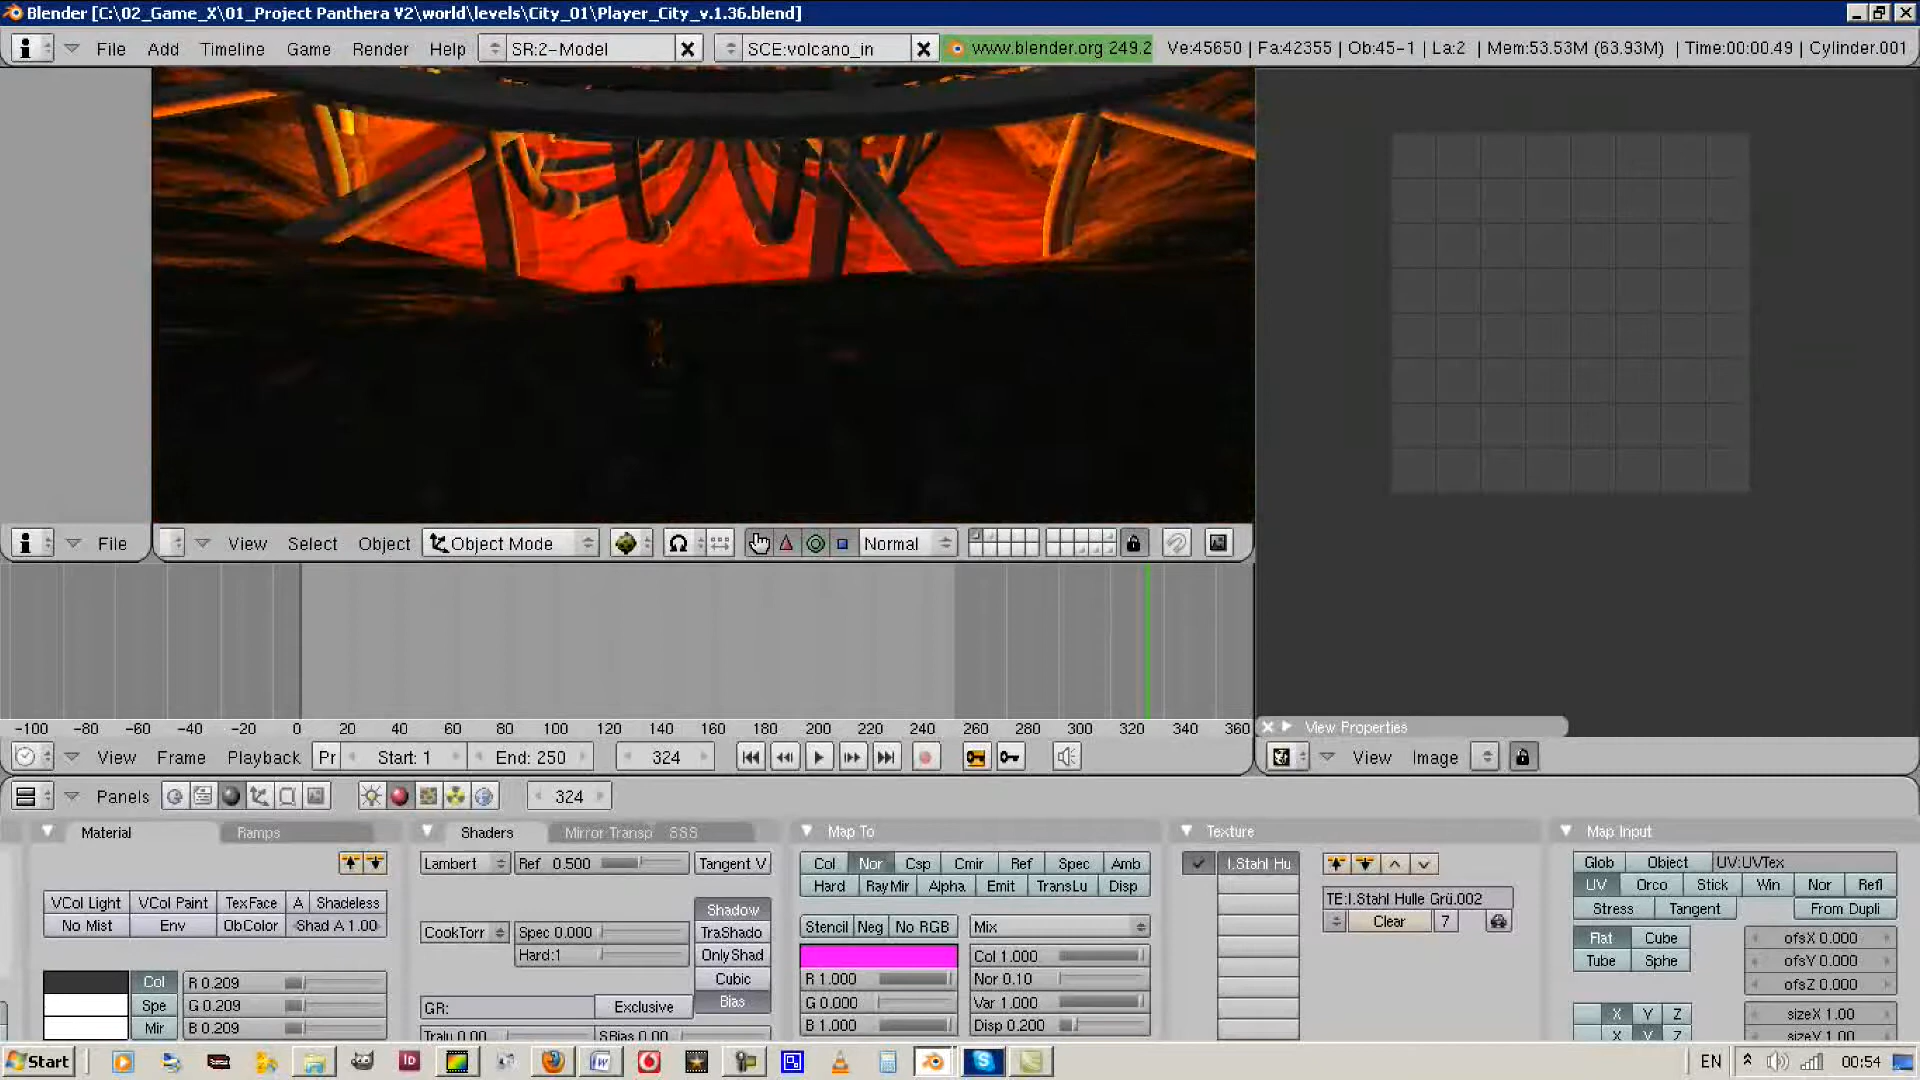 Blender [C:\02_Game_X\01_Project Panthera V2\world\levels\City_01\Player_City_v.1.36.blend]
File Add Timeline Game Render Help SR:2-Model SCE:volcano_in www.blender.org 249.2 Ve:45650 | Fa:42355 | Ob:45-1 | La:2 | Mem:53.53M (63.93M) | Time:00:00.49 | Cylinder.001
File View Select Object Object Mode Normal
-100 -80 -60 -40 -20 0 20 40 60 80 100 120 140 160 180 200 220 240 260 280 300 320 340 360
View Properties
View Frame Playback Pr Start: 1 End: 250 324 View Image
Panels 324
Material Ramps Shaders Mirror Transp SSS Map To Texture Map Input
Lambert Ref 0.500 Tangent V Col Nor Csp Cmir Ref Spec Amb I.Stahl Hu Glob Object UV:UVTex
Hard RayMir Alpha Emit TransLu Disp UV Orco Stick Win Nor Refl
VCol Light VCol Paint TexFace A Shadeless Shadow TE:I.Stahl Hulle Grü.002 Stress Tangent From Dupli
No Mist Env ObColor Shad A 1.00 CookTorr Spec 0.000 TraShado Stencil Neg No RGB Mix Clear 7
Hard:1 OnlyShad Col 1.000 Flat Cube ofsX 0.000
Col R 0.209 Cubic R 1.000 Nor 0.10 Tube Sphe ofsY 0.000
Spe G 0.209 GR: Exclusive Bias G 0.000 Var 1.000 ofsZ 0.000
Mir B 0.209 Tralu 0.00 SBias 0.00 B 1.000 Disp 0.200 X Y Z sizeX 1.00
X Y Z sizeY 1.00
Start EN 00:54